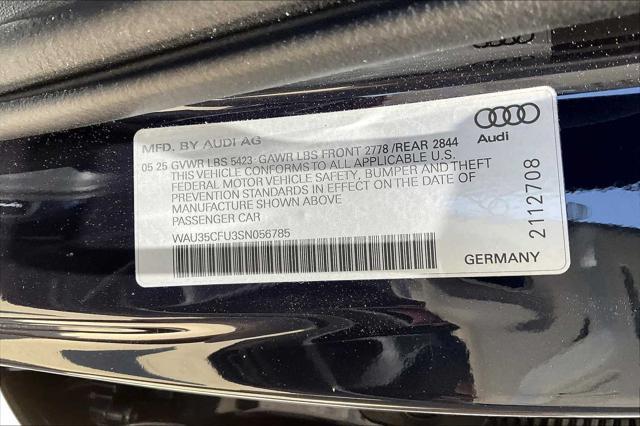 MFD. BY AUDI AG
05 25 GVWR LBS 5423 GAWR LBS FRONT 2778 /REAR 2844
THIS VEHICLE CONFORMS TO ALL APPLICABLE U.S.
FEDERAL MOTOR VEHICLE SAFETY, BUMPER AND THEFT
PREVENTION STANDARDS IN EFFECT ON THE DATE OF
MANUFACTURE SHOWN ABOVE
PASSENGER CAR
WAU35CFU3SN056785
GERMANY
Audi
2112708